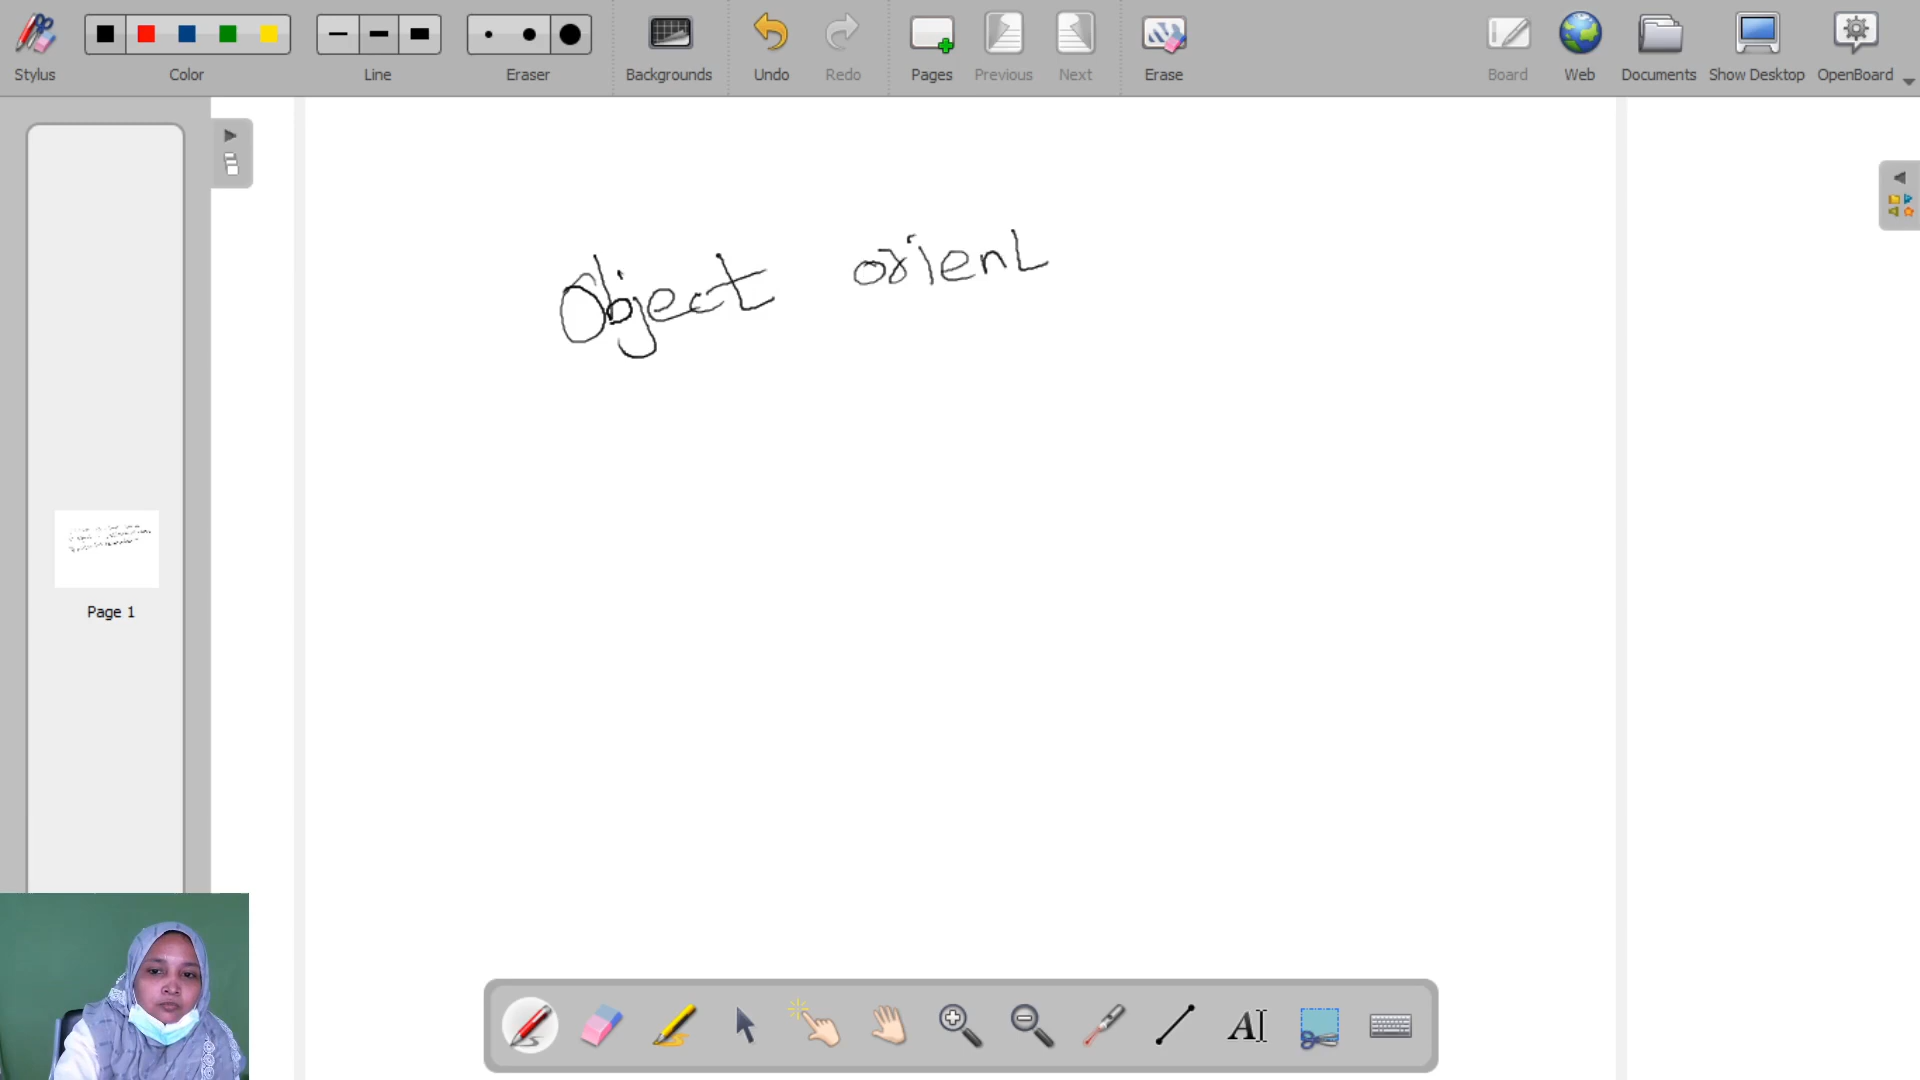 Stylus
Color
Line
Eraser
Backgrounds
Undo
Redo
Pages
Previous
Next
Erase
Board
Web
Documents
Show Desktop
OpenBoard
Object orient
Page 1